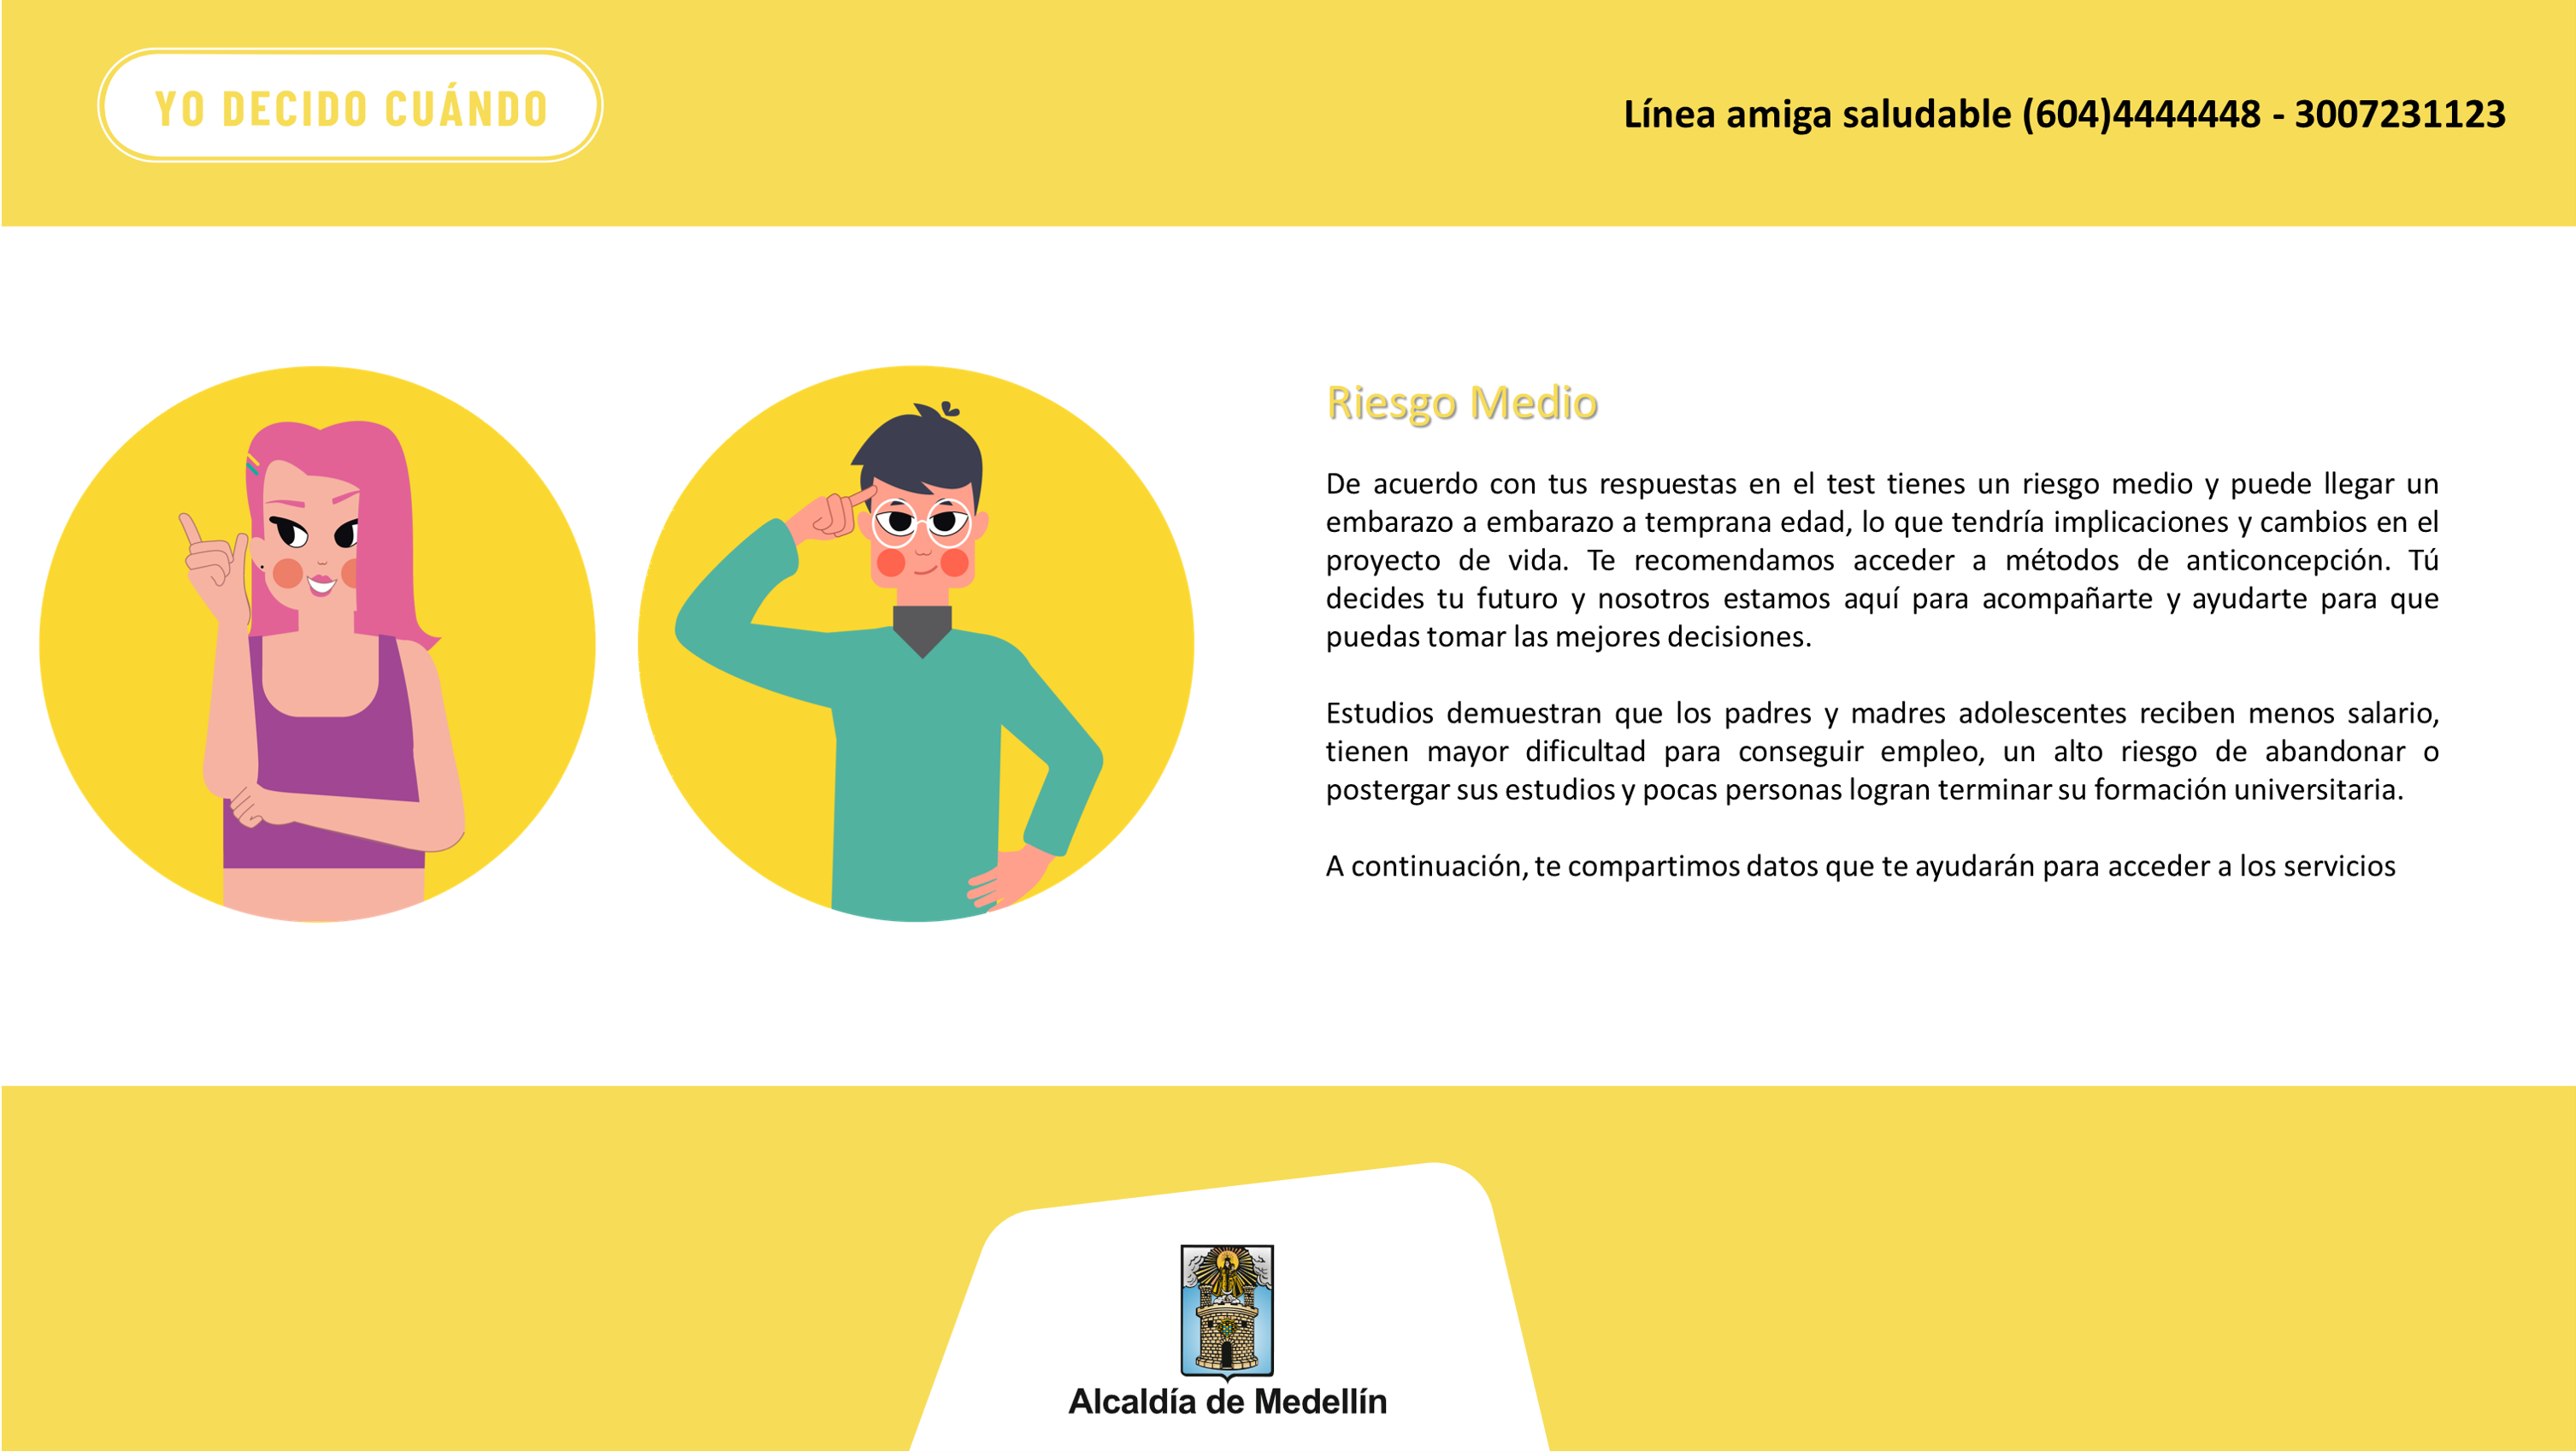 YO DECIDO CUÁNDO
Línea amiga saludable (604)4444448 - 3007231123
Riesgo Medio
De acuerdo con tus respuestas en el test tienes un riesgo medio y puede llegar un
embarazo a embarazo a temprana edad, lo que tendría implicaciones y cambios en el
proyecto de vida. Te recomendamos acceder a métodos de anticoncepción. Tú
decides tu futuro y nosotros estamos aquí para acompañarte y ayudarte para que
puedas tomar las mejores decisiones.
Estudios demuestran que los padres y madres adolescentes reciben menos salario,
tienen mayor dificultad para conseguir empleo, un alto riesgo de abandonar o
postergar sus estudios y pocas personas logran terminar su formación universitaria.
A continuación, te compartimos datos que te ayudarán para acceder a los servicios
Alcaldía de Medellín